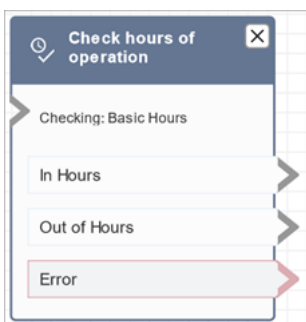 Check hours of
operation
Checking: Basic Hours
In Hours
Out of Hours
Error